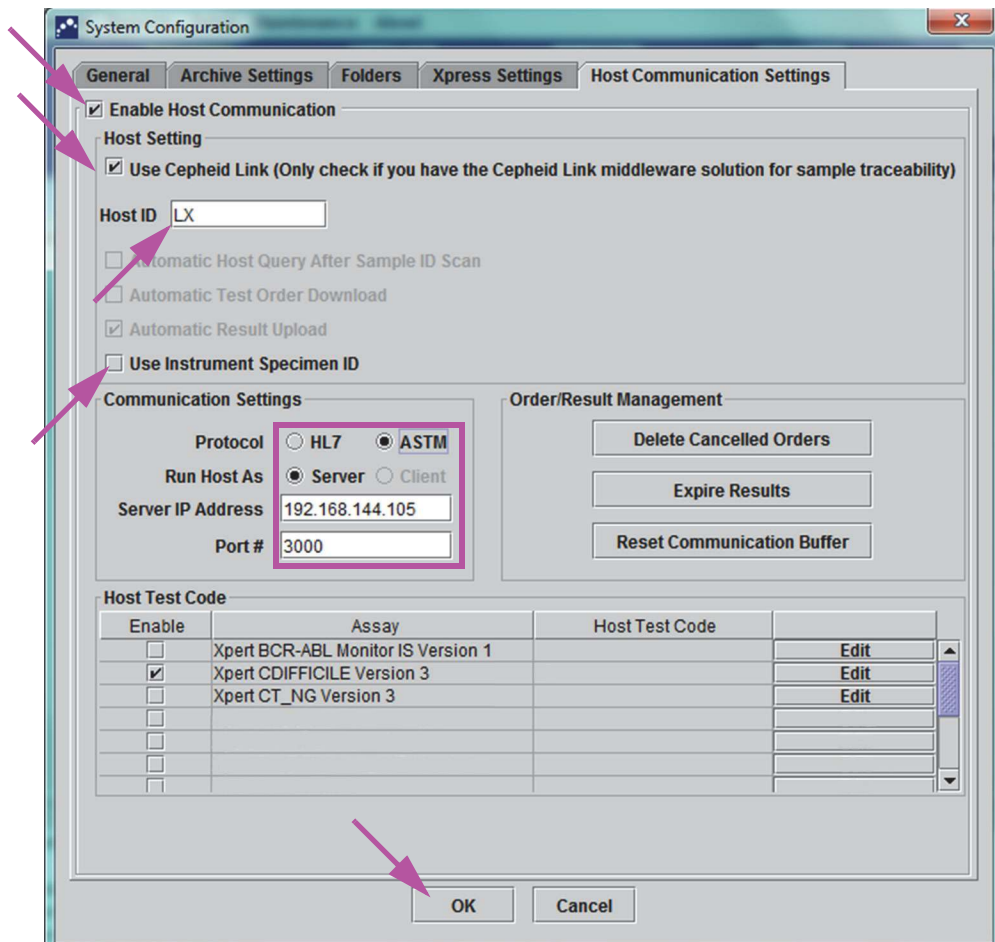 System Configuration
General Archive Settings Folders Xpress Settings Host Communication Settings
Enable Host Communication
Host Setting
Use Cepheid Link (Only check if you have the Cepheid Link middleware solution for sample traceability)
Host ID LX
Automatic Host Query After Sample ID Scan
Automatic Test Order Download
Automatic Result Upload
Use Instrument Specimen ID
Communication Settings
Protocol HL7 ASTM
Run Host As Server Client
Server IP Address 192.168.144.105
Port # 3000
Order/Result Management
Delete Cancelled Orders
Expire Results
Reset Communication Buffer
Host Test Code
Enable Assay Host Test Code
Xpert BCR-ABL Monitor IS Version 1 Edit
Xpert CDIFFICILE Version 3 Edit
Xpert CT_NG Version 3 Edit
OK Cancel